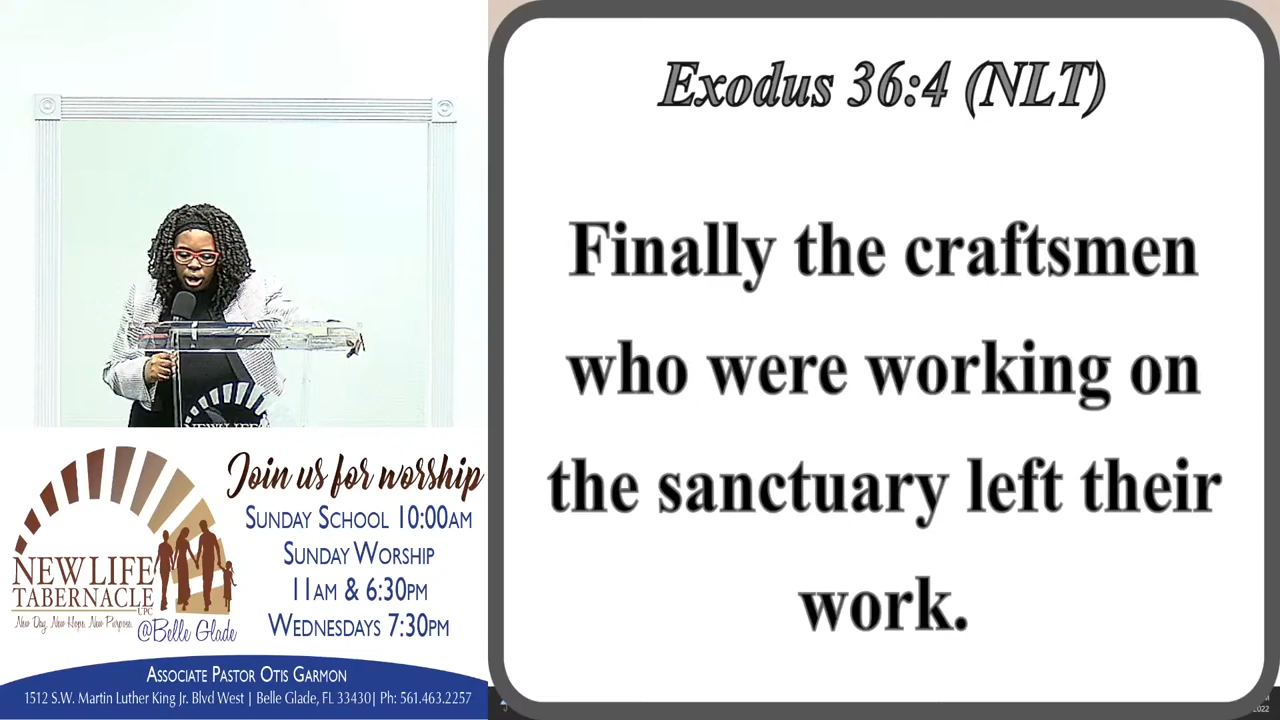 Exodus 36:4 (NLT)
Finally the craftsmen
who were working on
the sanctuary left their
work.
NEW LIFE
Join us for worship
SUNDAY SCHOOL 10:00AM
SUNDAY WORSHIP
11AM & 6:30PM
WEDNESDAYS 7:30PM
NEW LIFE
TABERNACLE
UPC
New Day. New Hope. New Purpose.
@Belle Glade
ASSOCIATE PASTOR OTIS GARMON
1512 S.W. Martin Luther King Jr. Blvd West | Belle Glade, FL 33430| Ph: 561.463.2257